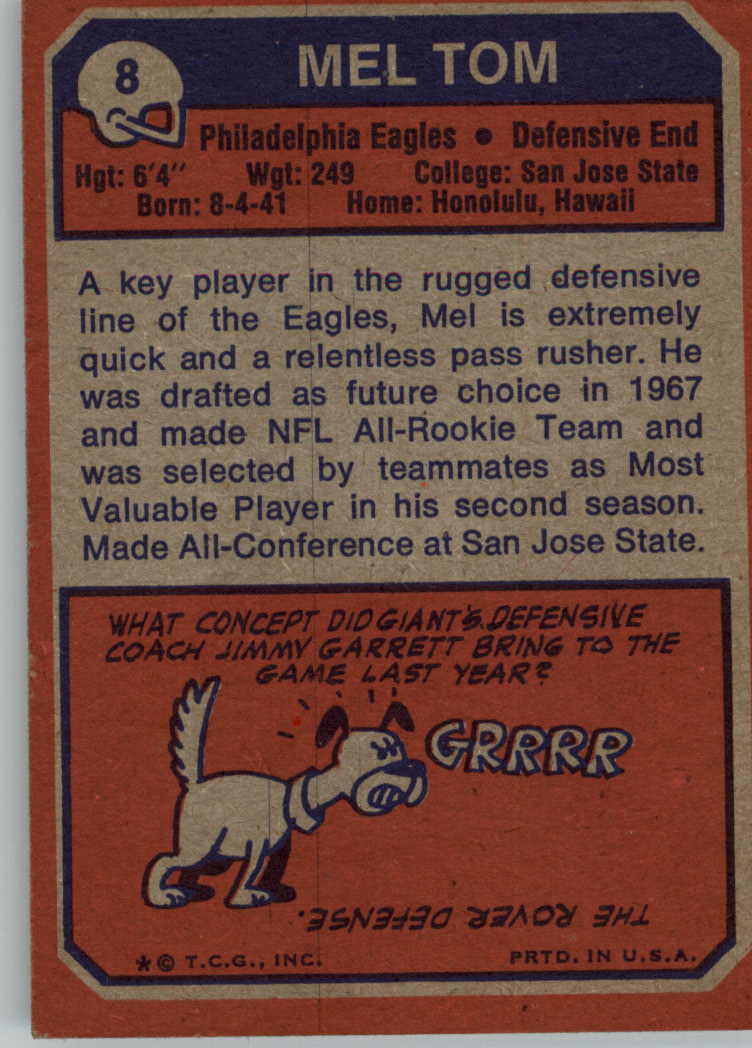 8
MEL TOM
Philadelphia Eagles • Defensive End
Hgt: 6'4" Wgt: 249 College: San Jose State
Born: 8-4-41 Home: Honolulu, Hawaii
A key player in the rugged defensive
line of the Eagles, Mel is extremely
quick and a relentless pass rusher. He
was drafted as future choice in 1967
and made NFL All-Rookie Team and
was selected by teammates as Most
Valuable Player in his second season.
Made All-Conference at San Jose State.
WHAT CONCEPT DID GIANT'S DEFENSIVE
COACH JIMMY GARRETT BRING TO THE
GAME LAST YEAR?
GRRRR
THE ROVER DEFENSE.
* © T.C.G., INC. PRTD. IN U.S.A.